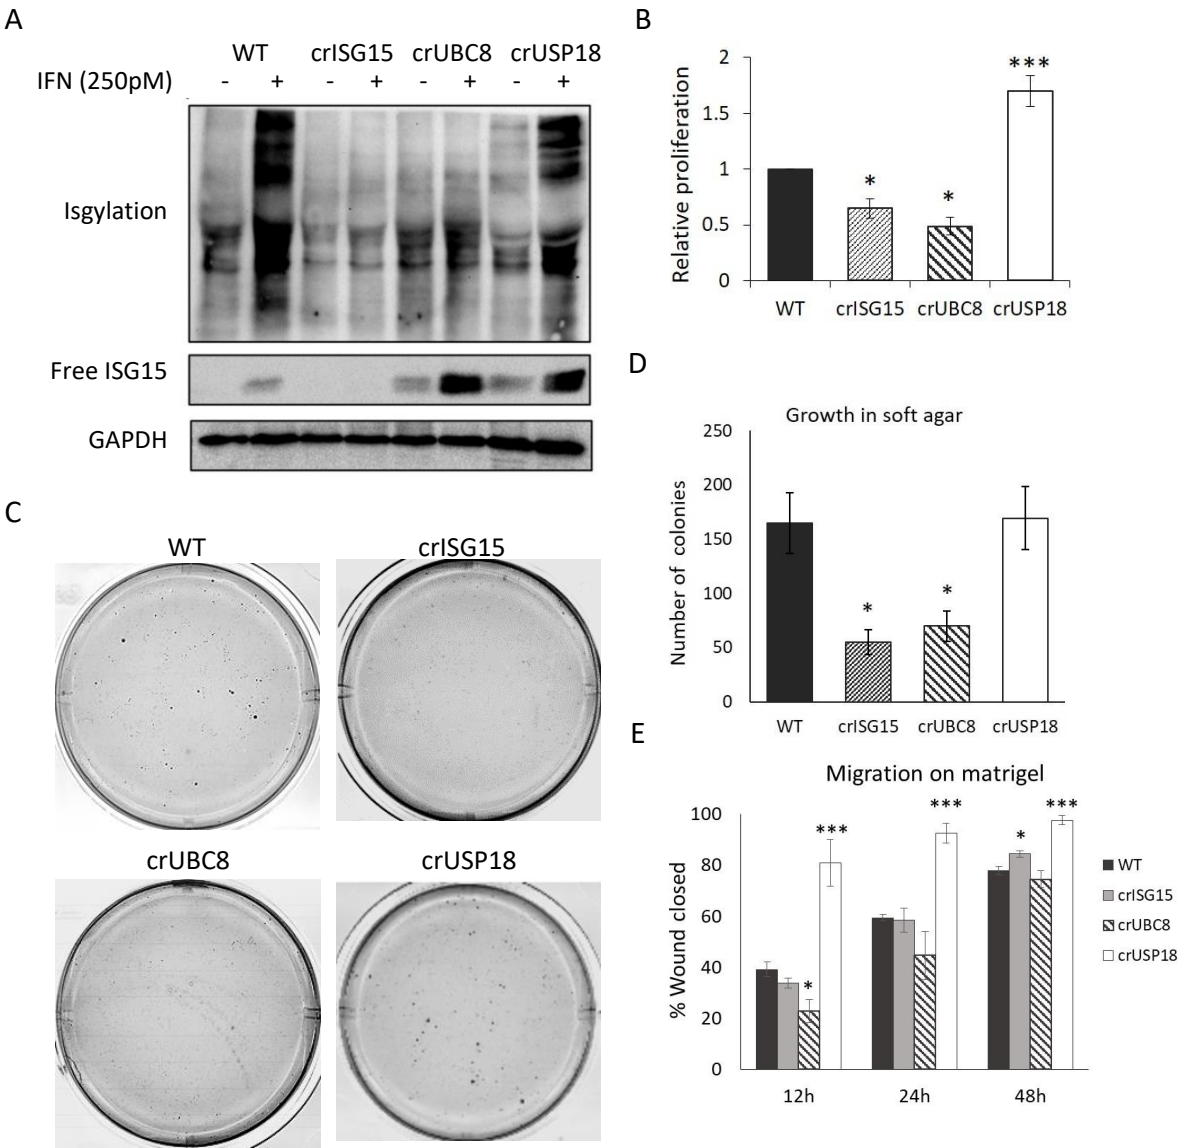 A
WT crISG15 crUBC8 crUSP18
IFN (250pM) - + - + - + - +
Isgylation
Free ISG15
GAPDH
B
Relative proliferation
2
1.5
1
0.5
0
*
*
***
WT crISG15 crUBC8 crUSP18
C
WT crISG15
crUBC8 crUSP18
D
Growth in soft agar
Number of colonies
250
200
150
100
50
0
*
*
WT crISG15 crUBC8 crUSP18
E
Migration on matrigel
% Wound closed
100
80
60
40
20
0
***
*
***
*
***
12h 24h 48h
WT
crISG15
crUBC8
crUSP18